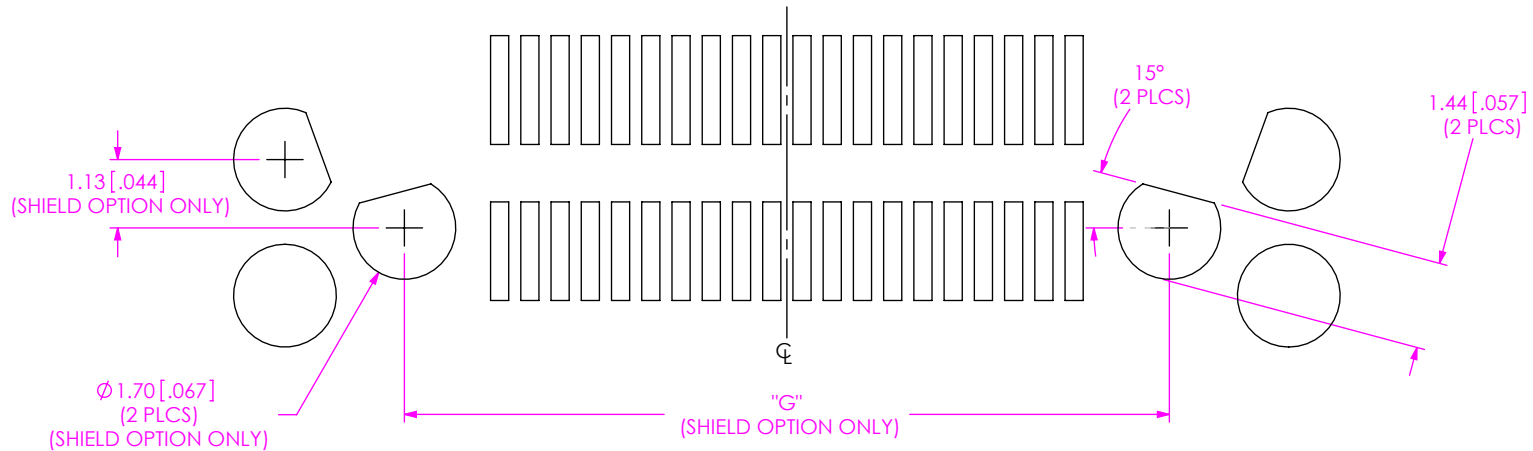 15°
(2 PLCS)
1.44[.057]
(2 PLCS)
1.13[.044]
(SHIELD OPTION ONLY)
℄
Ø1.70[.067]
(2 PLCS)
(SHIELD OPTION ONLY)
"G"
(SHIELD OPTION ONLY)